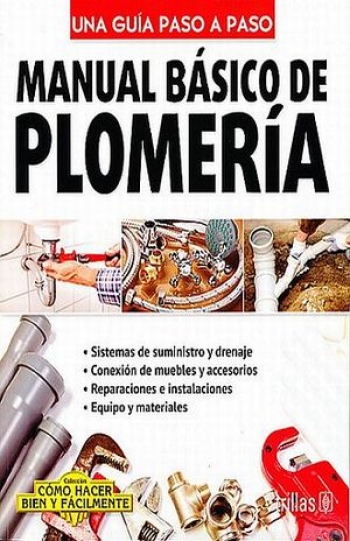 UNA GUÍA PASO A PASO
MANUAL BÁSICO DE
PLOMERÍA
• Sistemas de suministro y drenaje
• Conexión de muebles y accesorios
• Reparaciones e instalaciones
• Equipo y materiales
Colección
CÓMO HACER
BIEN Y FÁCILMENTE
trillas